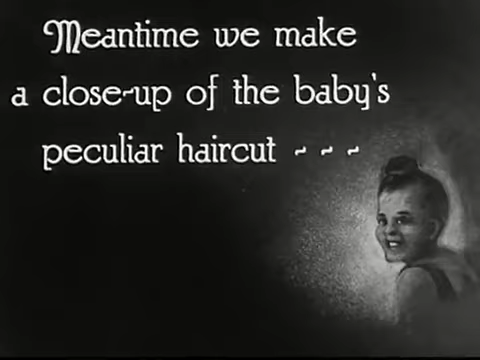 Meantime we make
a close-up of the baby's
peculiar haircut - - -